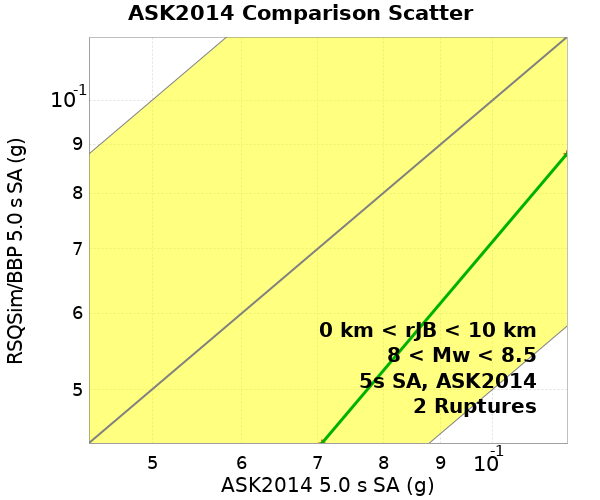 ASK2014 Comparison Scatter
RSQSim/BBP 5.0 s SA (g)
10-1
9
8
7
6
5
0 km < rJB < 10 km
8 < Mw < 8.5
5s SA, ASK2014
2 Ruptures
5 6 7 8 9 10-1
ASK2014 5.0 s SA (g)